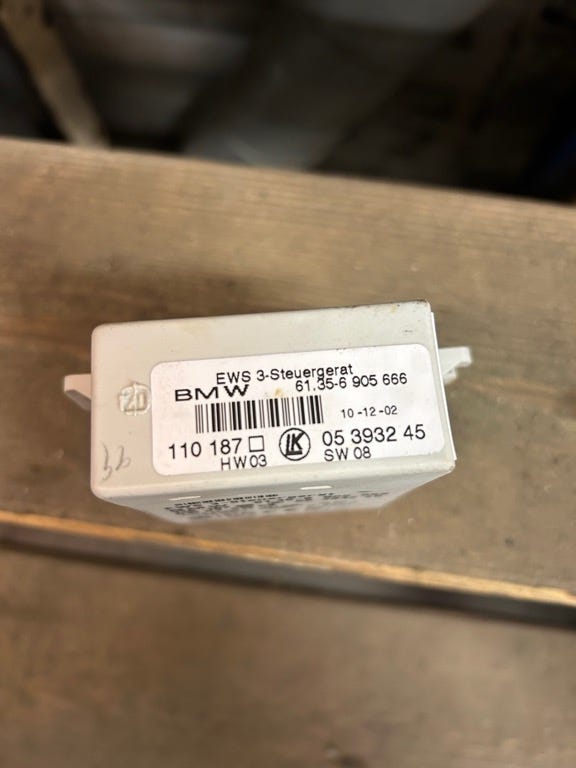 EWS 3-Steuergerat
BMW 61.35-6 905 666
10-12-02
110 187 LK 05 3932 45
HW03 SW 08